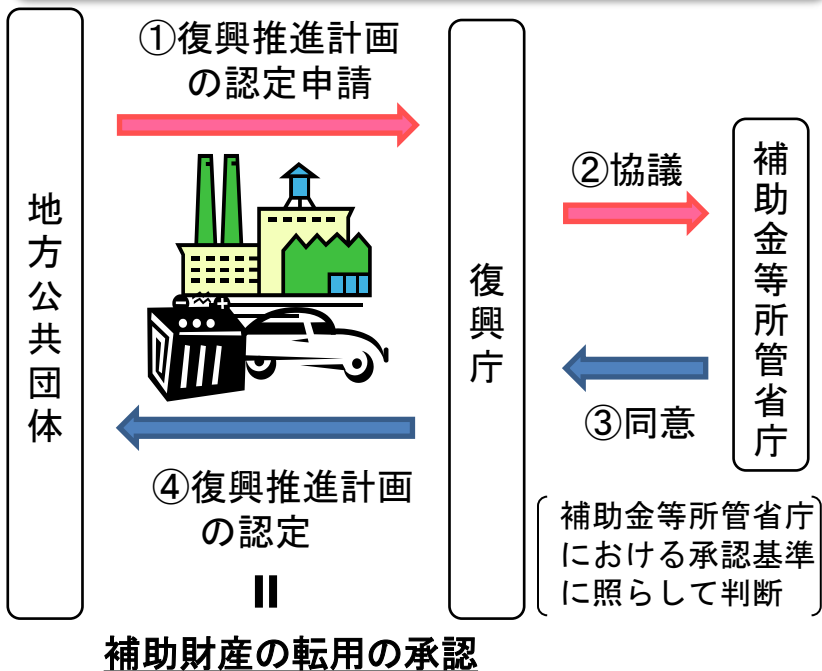 ①復興推進計画
の認定申請
地方公共団体
復興庁
②協議
補助金等所管省庁
③同意
④復興推進計画
の認定
＝
補助財産の転用の承認
補助金等所管省庁
における承認基準
に照らして判断